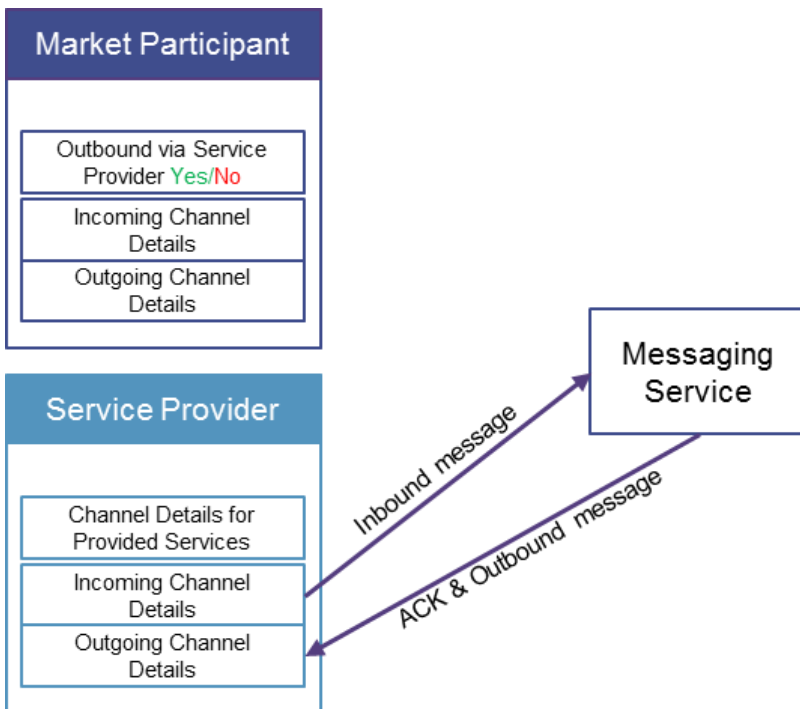 Market Participant
Outbound via Service
Provider Yes/No
Incoming Channel
Details
Outgoing Channel
Details
Messaging
Service
Service Provider
Inbound message
ACK & Outbound message
Channel Details for
Provided Services
Incoming Channel
Details
Outgoing Channel
Details